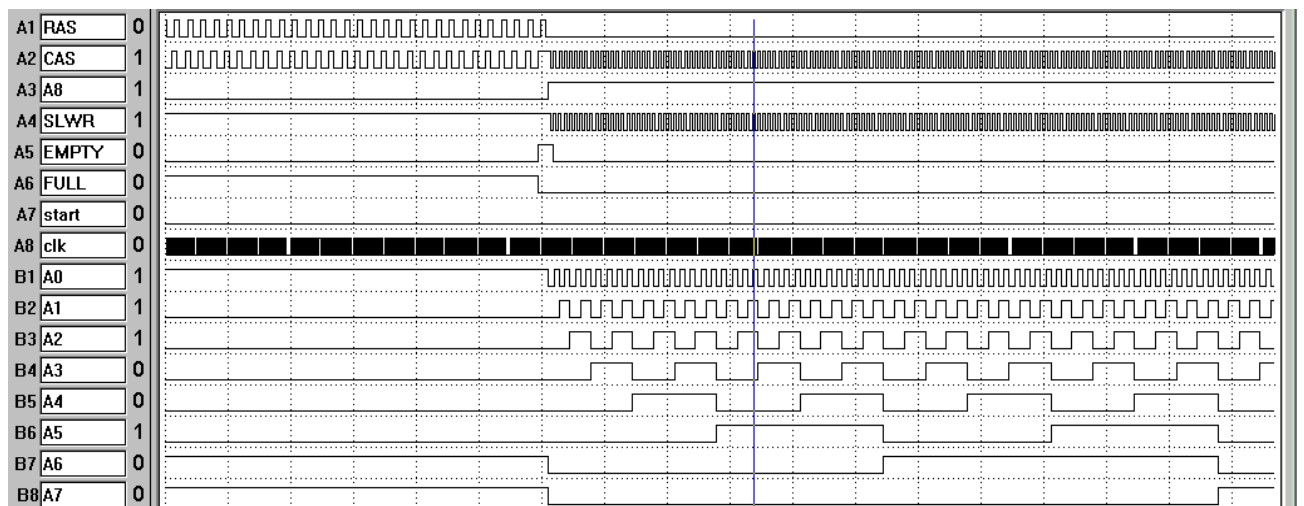 A1 RAS 0
A2 CAS 1
A3 A8 1
A4 SLWR 1
A5 EMPTY 0
A6 FULL 0
A7 start 0
A8 clk 0
B1 A0 1
B2 A1 1
B3 A2 1
B4 A3 0
B5 A4 0
B6 A5 1
B7 A6 0
B8 A7 0